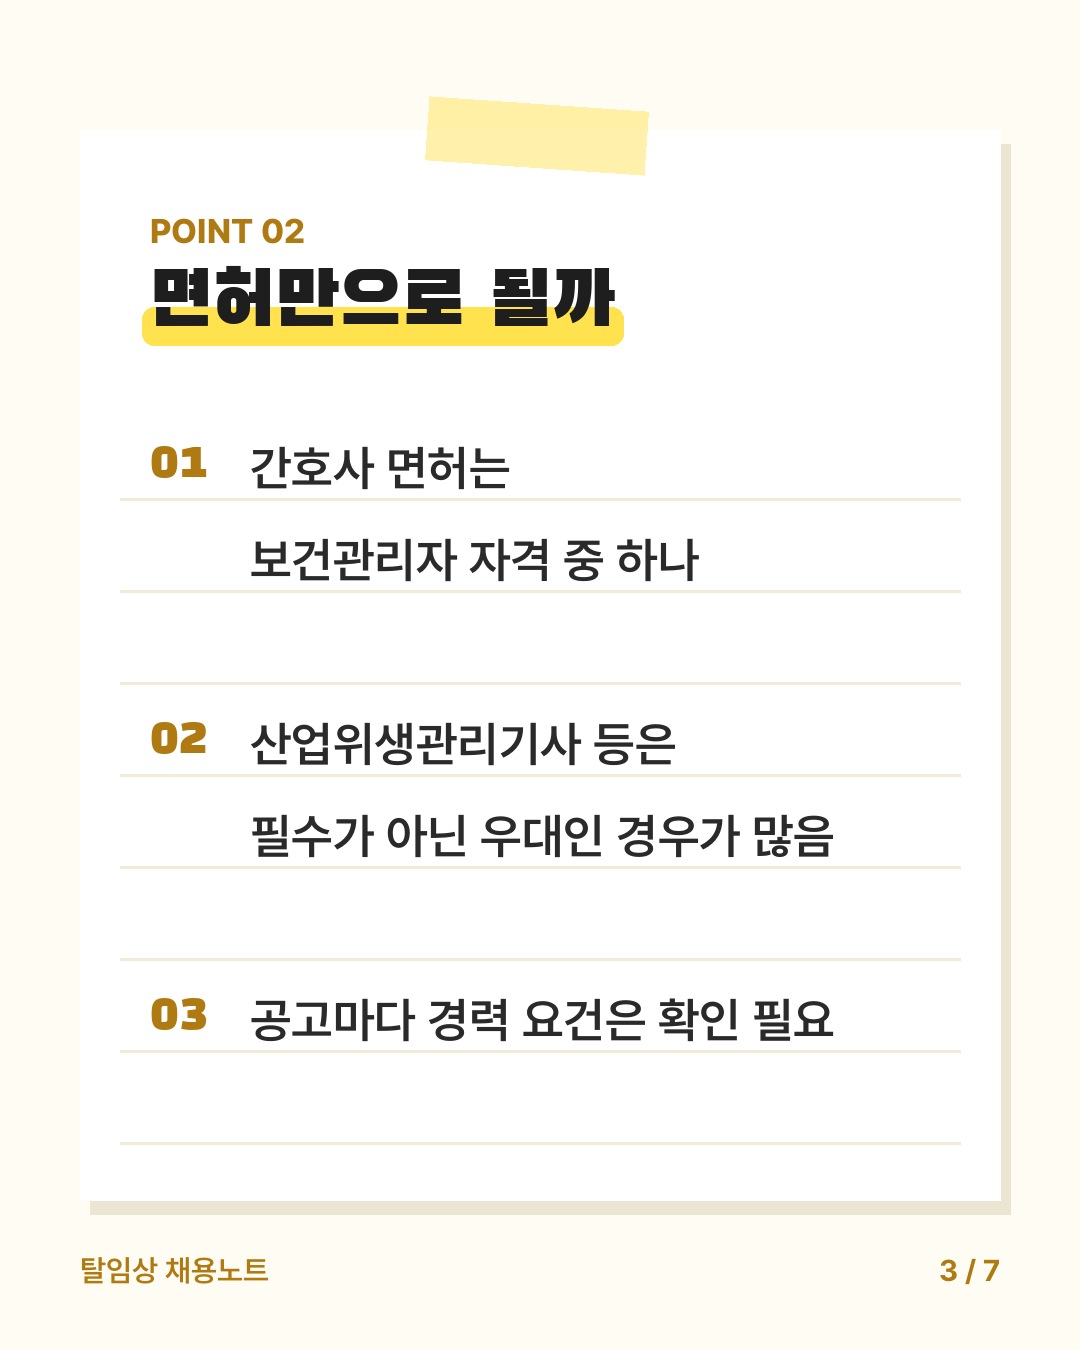 POINT 02
면허만으로 될까
01 간호사 면허는
보건관리자 자격 중 하나
02 산업위생관리기사 등은
필수가 아닌 우대인 경우가 많음
03 공고마다 경력 요건은 확인 필요
탈임상 채용노트
3 / 7